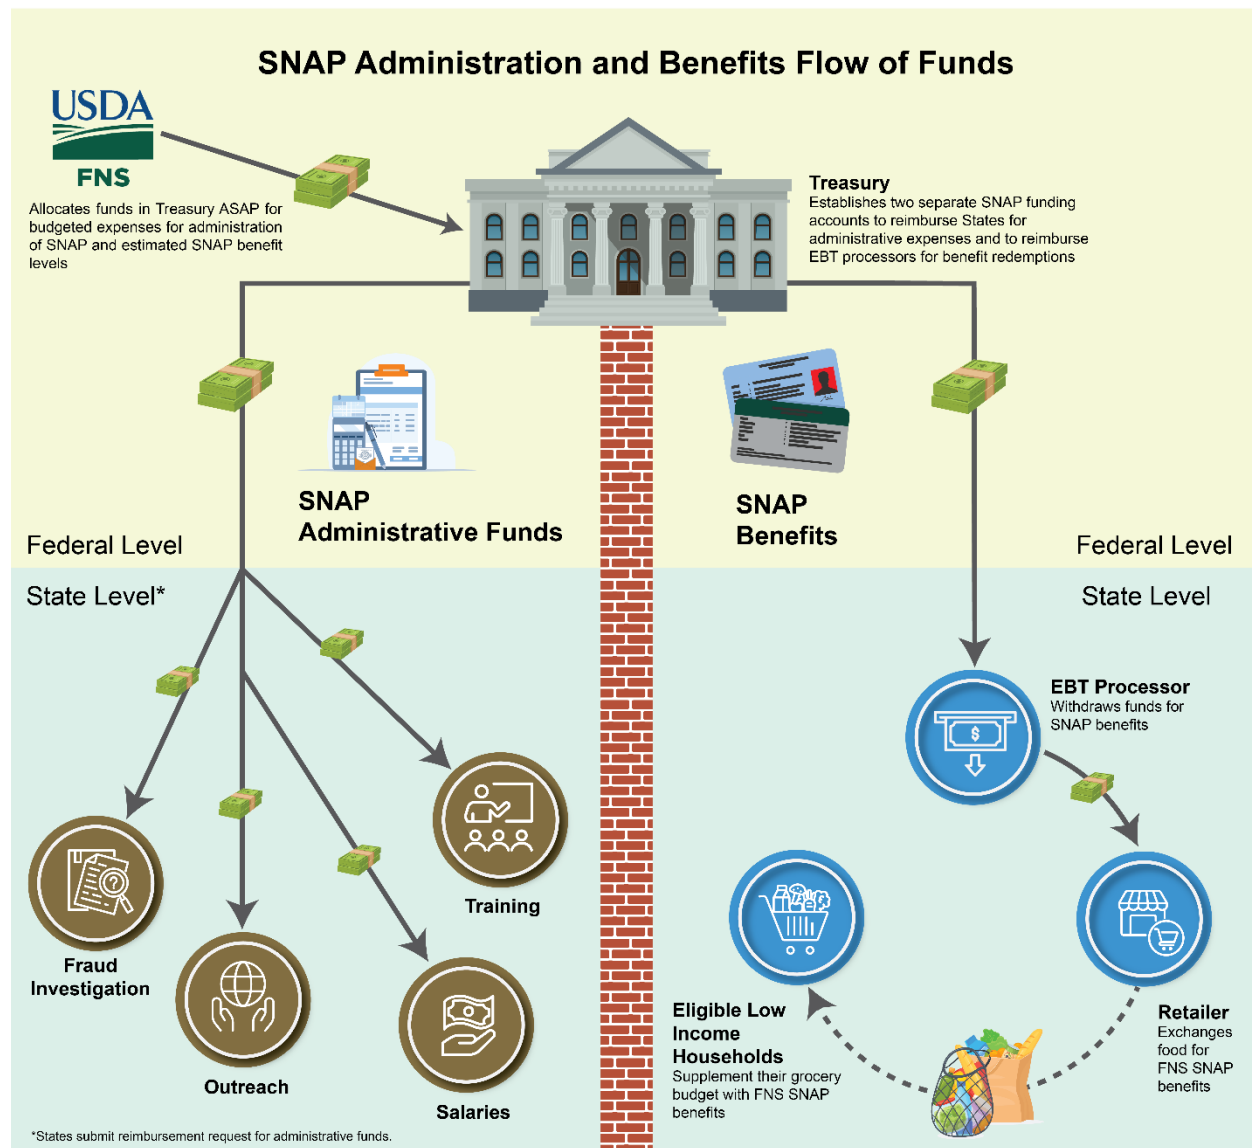 SNAP Administration and Benefits Flow of Funds
USDA
FNS
Allocates funds in Treasury ASAP for
budgeted expenses for administration
of SNAP and estimated SNAP benefit
levels
Treasury
Establishes two separate SNAP funding
accounts to reimburse States for
administrative expenses and to reimburse
EBT processors for benefit redemptions
SNAP
Administrative Funds
SNAP
Benefits
Federal Level
Federal Level
State Level*
State Level
EBT Processor
Withdraws funds for
SNAP benefits
$
Training
Fraud
Investigation
Outreach
Salaries
Eligible Low
Income
Households
Supplement their grocery
budget with FNS SNAP
benefits
Retailer
Exchanges
food for
FNS SNAP
benefits
*States submit reimbursement request for administrative funds.